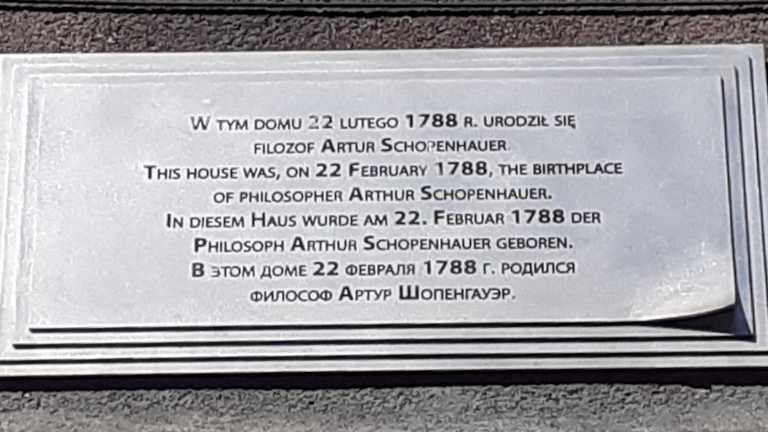 W TYM DOMU 22 LUTEGO 1788 R. URODZIŁ SIĘ
FILOZOF ARTUR SCHOPENHAUER.
THIS HOUSE WAS, ON 22 FEBRUARY 1788, THE BIRTHPLACE
OF PHILOSOPHER ARTHUR SCHOPENHAUER.
IN DIESEM HAUS WURDE AM 22. FEBRUAR 1788 DER
PHILOSOPH ARTHUR SCHOPENHAUER GEBOREN.
В ЭТОМ ДОМЕ 22 ФЕВРАЛЯ 1788 Г. РОДИЛСЯ
ФИЛОСОФ АРТУР ШОПЕНГАУЭР.